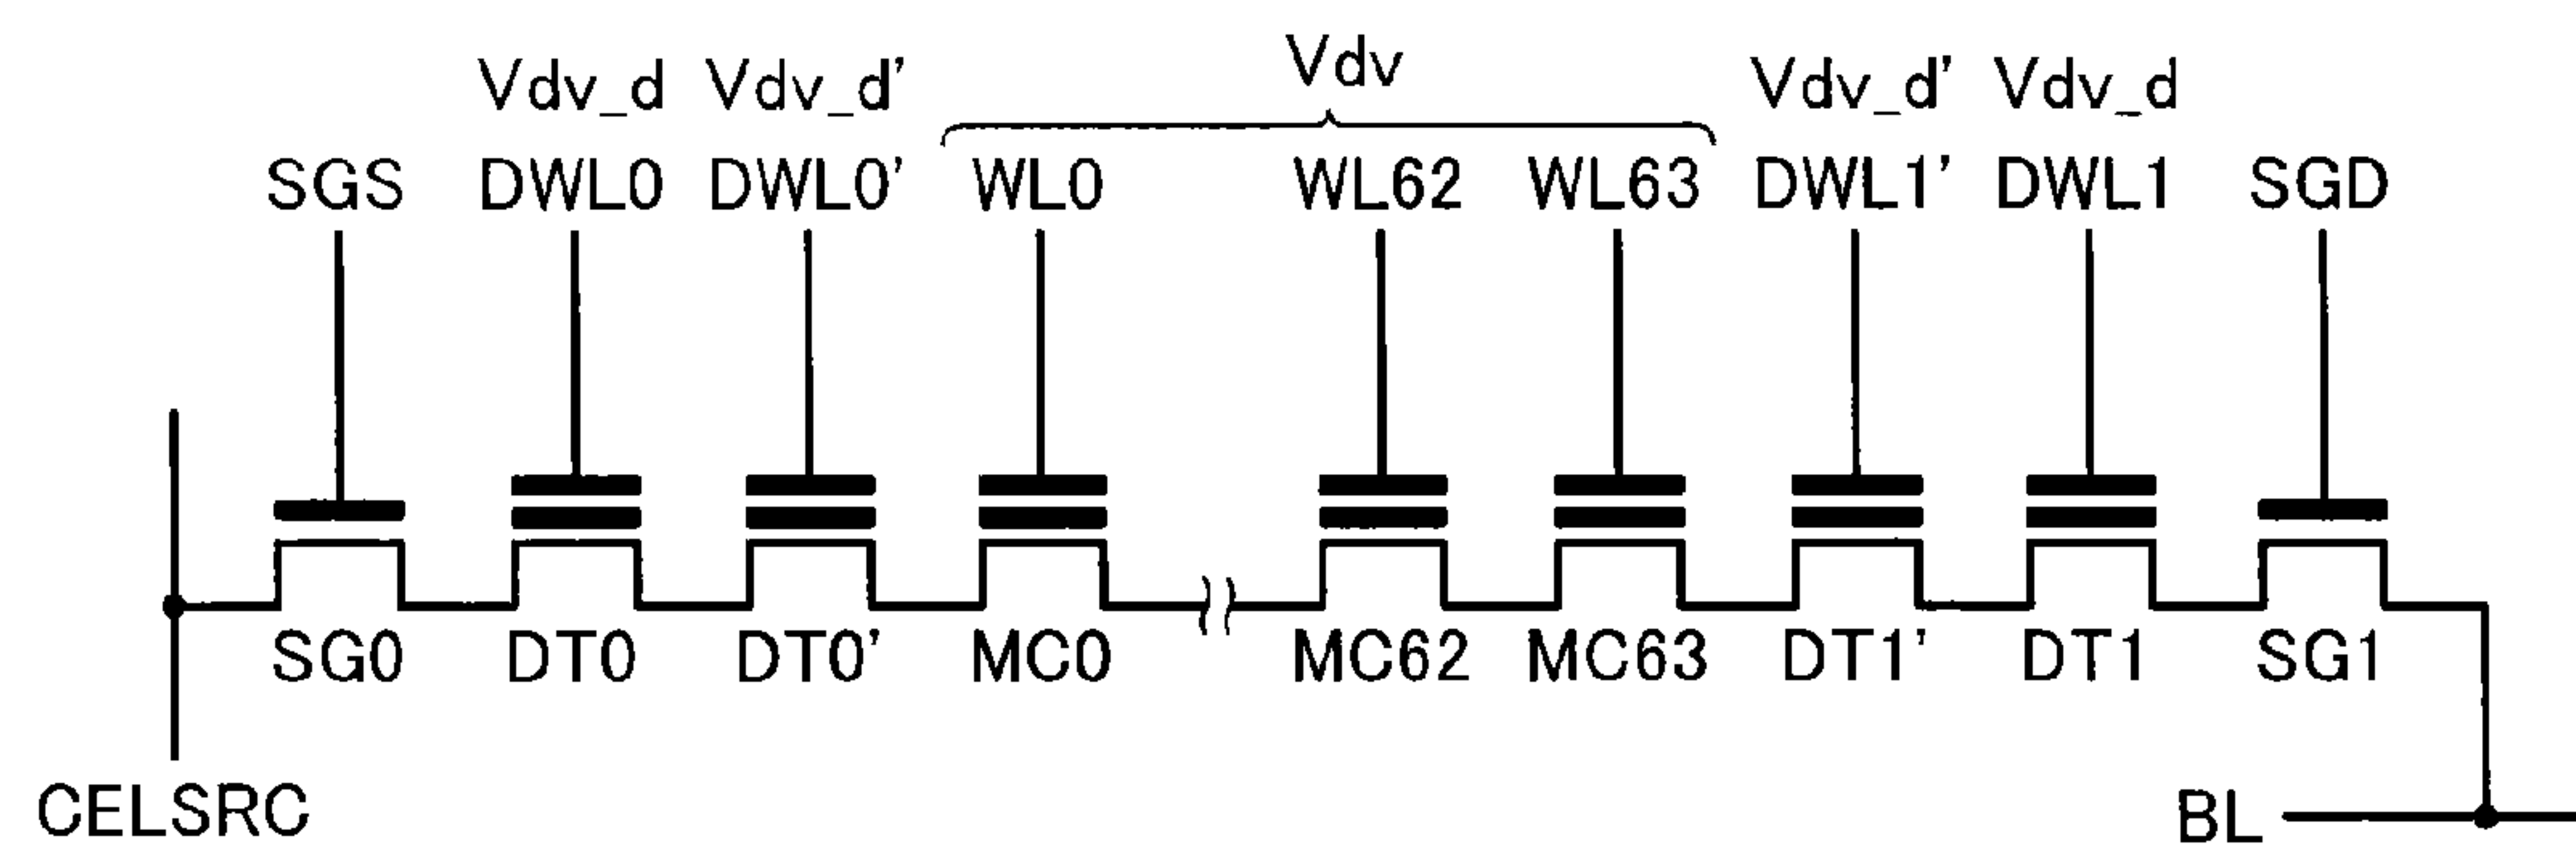 Vdv
Vdv_d Vdv_d' Vdv_d' Vdv_d
SGS DWL0 DWL0' WL0 WL62 WL63 DWL1' DWL1 SGD
SG0 DT0 DT0' MC0 MC62 MC63 DT1' DT1 SG1
CELSRC BL